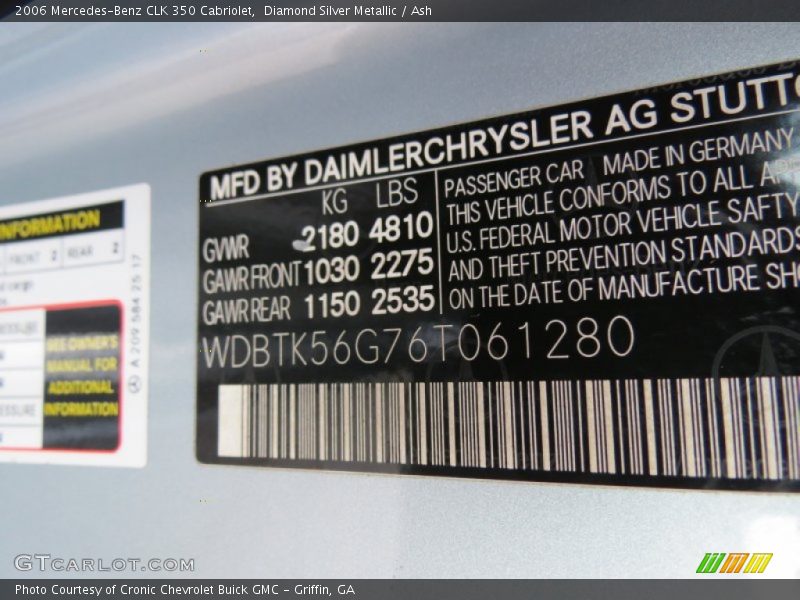 2006 Mercedes-Benz CLK 350 Cabriolet, Diamond Silver Metallic / Ash
MFD BY DAIMLERCHRYSLER AG
KG LBS
GVWR 2180 4810
GAWR FRONT 1030 2275
GAWR REAR 1150 2535
PASSENGER CAR MADE IN GERMANY
THIS VEHICLE CONFORMS TO ALL
U.S. FEDERAL MOTOR VEHICLE SAFTY
AND THEFT PREVENTION STANDARDS
ON THE DATE OF MANUFACTURE
WDBTK56G76T061280
INFORMATION
FRONT 2 REAR 2
SEE OWNER'S
MANUAL FOR
ADDITIONAL
INFORMATION
A 209 584 25 17
GTCARLOT.COM
Photo Courtesy of Cronic Chevrolet Buick GMC - Griffin, GA